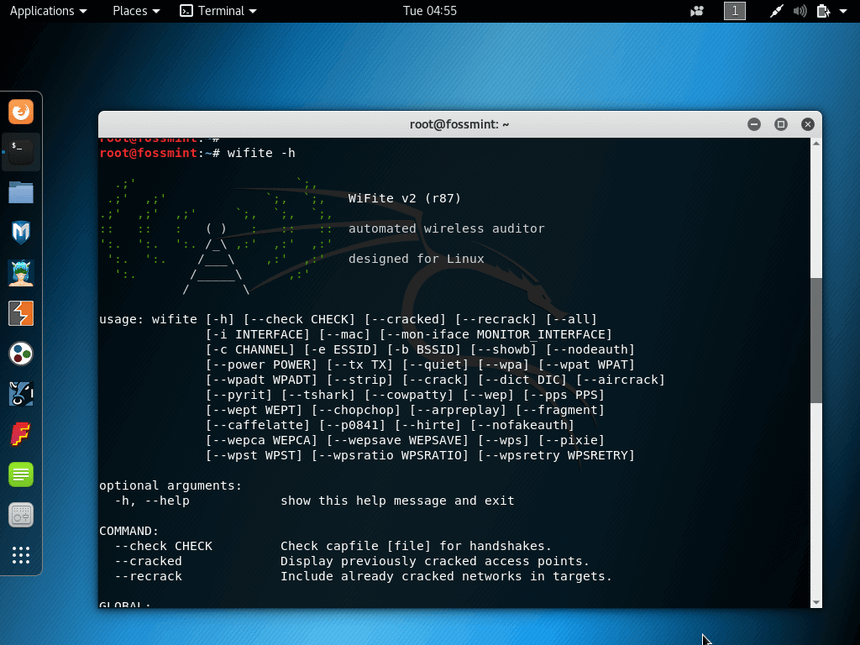 Applications Places Terminal Tue 04:55 1
root@fossmint: ~
root@fossmint:~#
root@fossmint:~# wifite -h
WiFite v2 (r87)
automated wireless auditor
designed for Linux
usage: wifite [-h] [--check CHECK] [--cracked] [--recrack] [--all]
[-i INTERFACE] [--mac] [--mon-iface MONITOR_INTERFACE]
[-c CHANNEL] [-e ESSID] [-b BSSID] [--showb] [--nodeauth]
[--power POWER] [--tx TX] [--quiet] [--wpa] [--wpat WPAT]
[--wpadt WPADT] [--strip] [--crack] [--dict DIC] [--aircrack]
[--pyrit] [--tshark] [--cowpatty] [--wep] [--pps PPS]
[--wept WEPT] [--chopchop] [--arpreplay] [--fragment]
[--caffelatte] [--p0841] [--hirte] [--nofakeauth]
[--wepca WEPCA] [--wepsave WEPSAVE] [--wps] [--pixie]
[--wpst WPST] [--wpsratio WPSRATIO] [--wpsretry WPSRETRY]
optional arguments:
-h, --help show this help message and exit
COMMAND:
--check CHECK Check capfile [file] for handshakes.
--cracked Display previously cracked access points.
--recrack Include already cracked networks in targets.
GLOBAL: